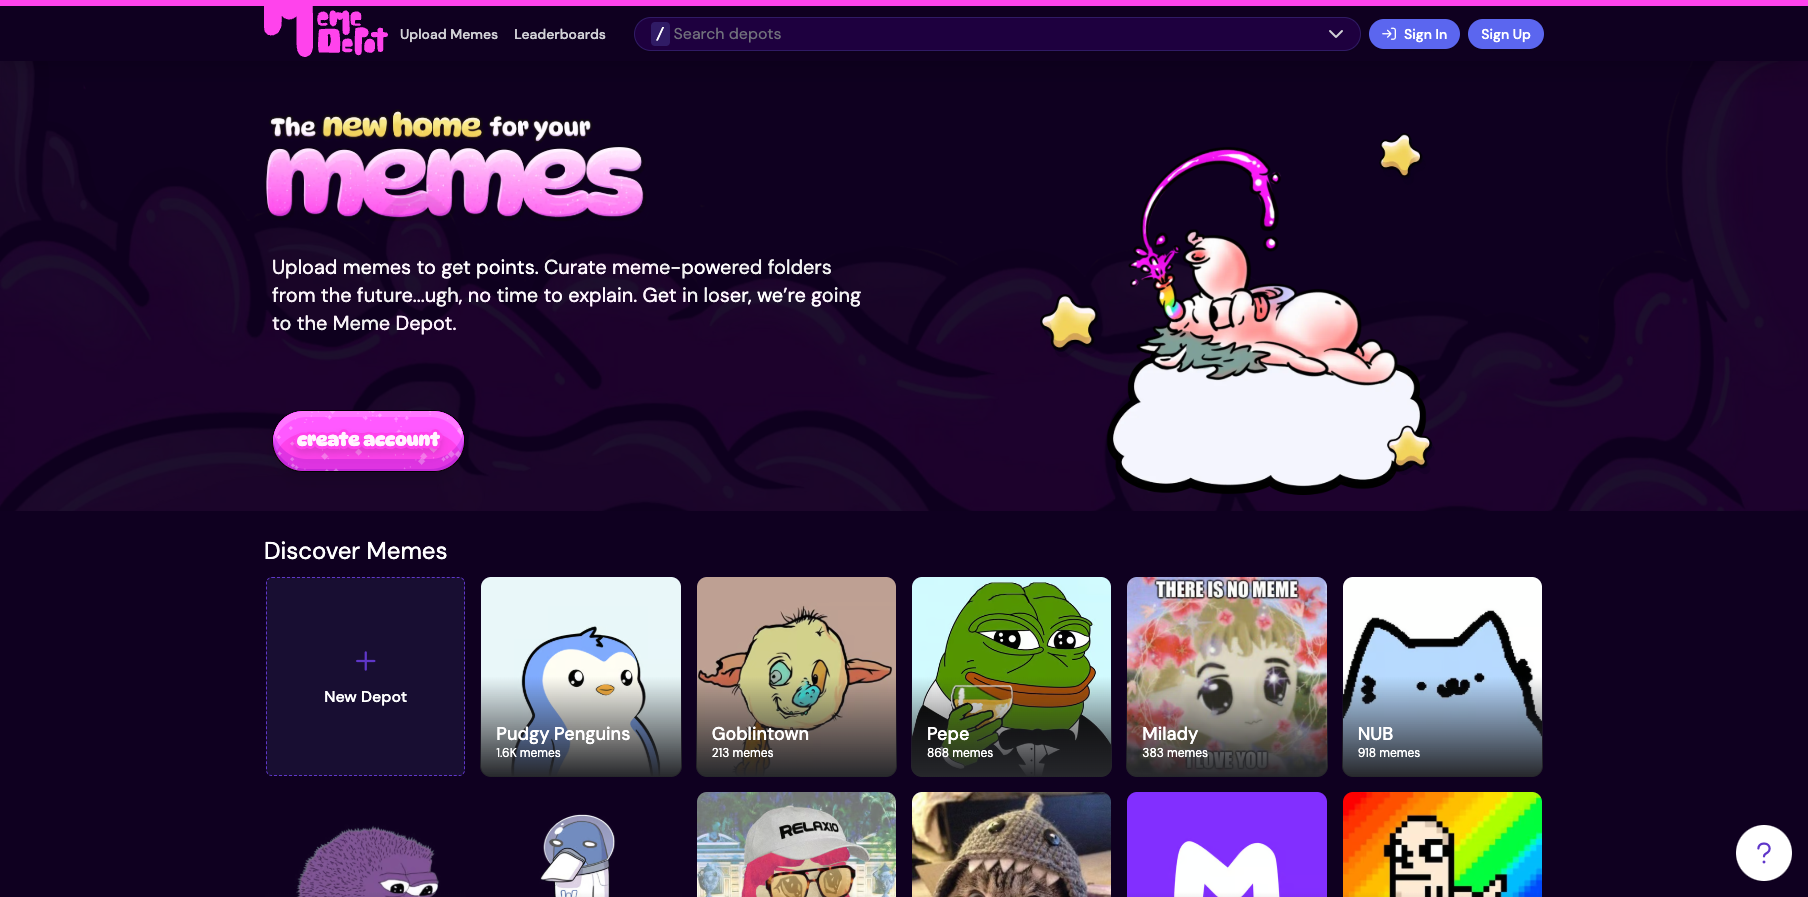 Meme
Depot
Upload Memes
Leaderboards
/ Search depots
Sign In
Sign Up
The new home for your
memes
Upload memes to get points. Curate meme-powered folders
from the future...ugh, no time to explain. Get in loser, we're going
to the Meme Depot.
create account
Discover Memes
New Depot
Pudgy Penguins
1.6K memes
Goblintown
213 memes
Pepe
868 memes
THERE IS NO MEME
Milady
383 memes
I LOVE YOU
NUB
918 memes
RELAXIO
M
?